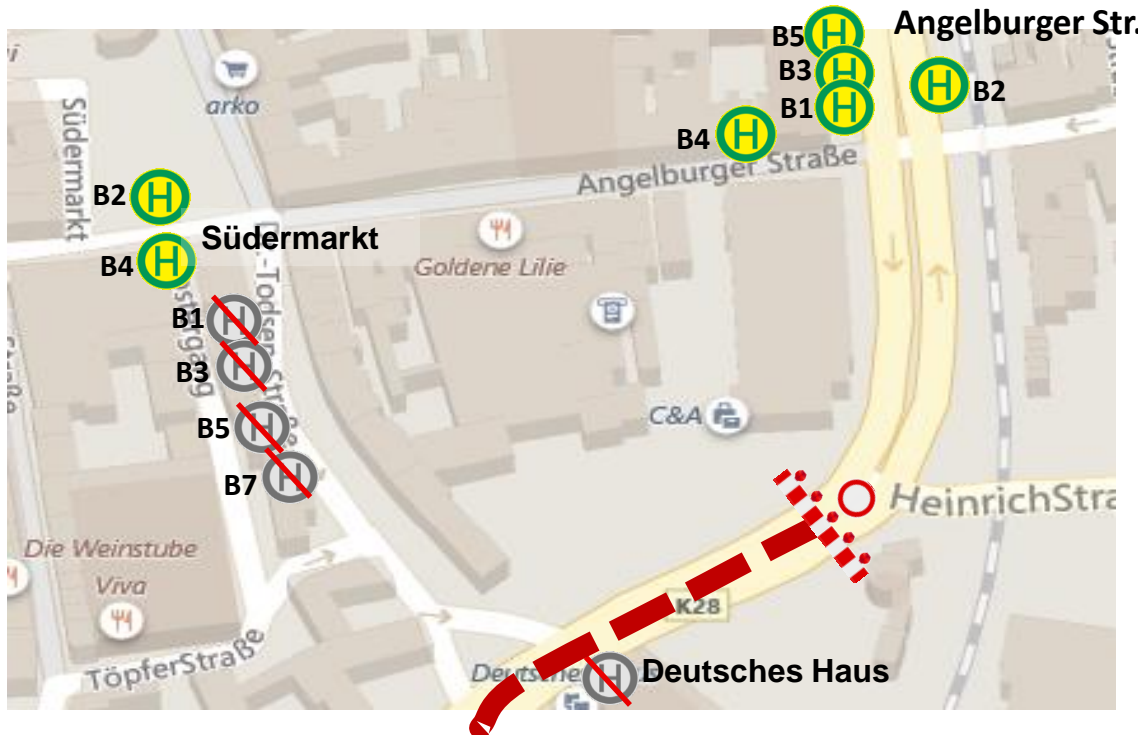 Angelburger Str.
B5
B3
B2
B1
B4
Angelburger Straße
arko
Südermarkt
B2
Südermarkt
B4
Goldene Lilie
B1
B3
B5
B7
C&A
HeinrichStra
Die Weinstube
Viva
K28
TöpferStraße
Deutsches Haus
H
H
H
H
H
H
H
H
H
H
H
H